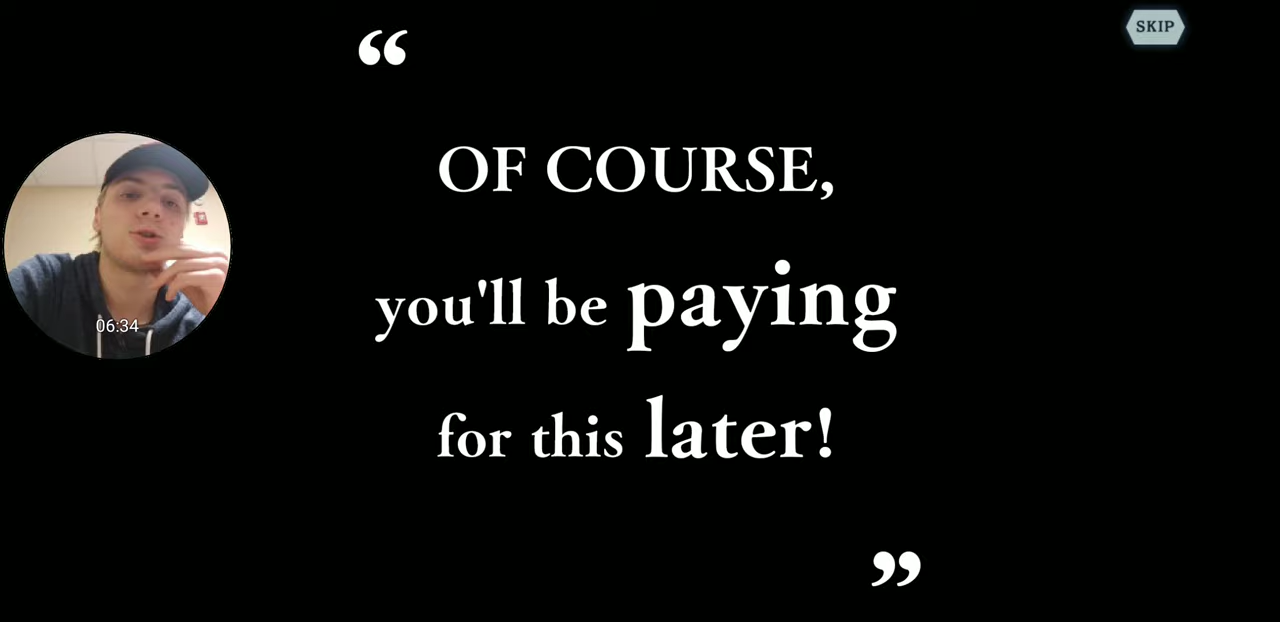 SKIP
“
OF COURSE,
you'll be paying
for this later!
”
06:34